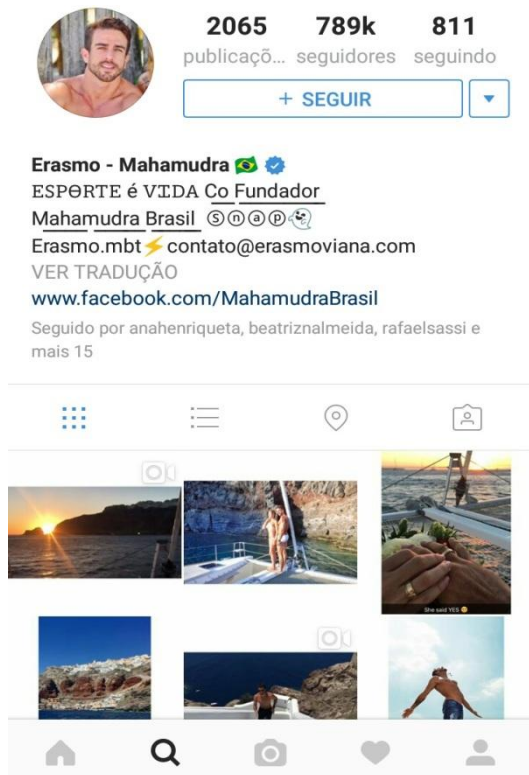 2065 789k 811
publicaçõ... seguidores seguindo
+ SEGUIR
Erasmo - Mahamudra 🇧🇷
ESPΘRTE é VIDA Co Fundador
Mahamudra Brasil Ⓢⓝⓐⓟ👻
Erasmo.mbt⚡contato@erasmoviana.com
VER TRADUÇÃO
www.facebook.com/MahamudraBrasil
Seguido por anahenriqueta, beatriznalmeida, rafaelsassi e
mais 15
She said YES 😍